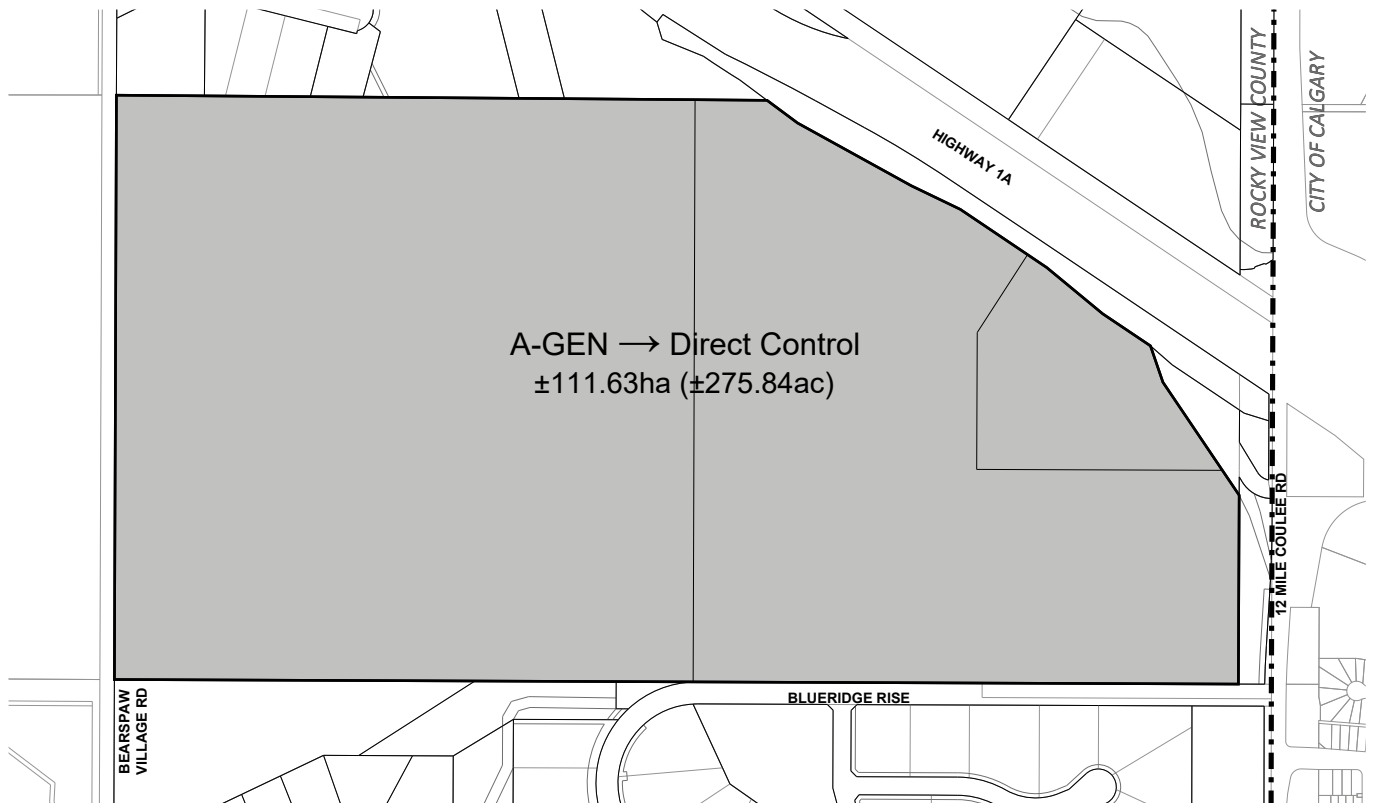 ROCKY VIEW COUNTY
CITY OF CALGARY
HIGHWAY 1A
A-GEN → Direct Control
±111.63ha (±275.84ac)
12 MILE COULEE RD
BLUERIDGE RISE
BEARSPAW
VILLAGE RD